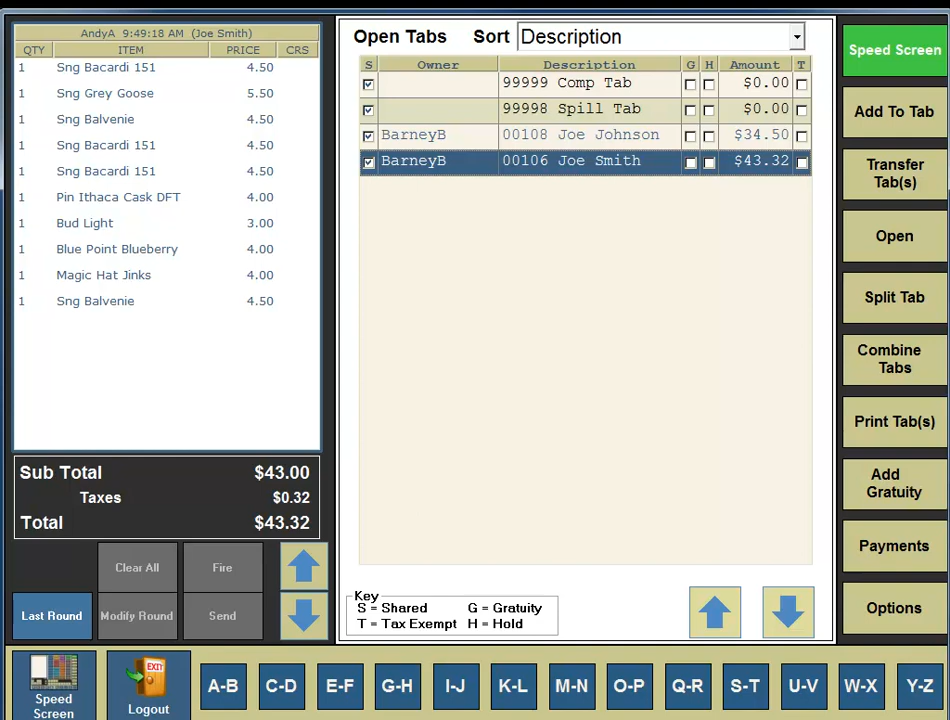 AndyA 9:49:18 AM (Joe Smith)
QTY ITEM PRICE CRS
1 Sng Bacardi 151 4.50
1 Sng Grey Goose 5.50
1 Sng Balvenie 4.50
1 Sng Bacardi 151 4.50
1 Sng Bacardi 151 4.50
1 Pin Ithaca Cask DFT 4.00
1 Bud Light 3.00
1 Blue Point Blueberry 4.00
1 Magic Hat Jinks 4.00
1 Sng Balvenie 4.50
Sub Total $43.00
Taxes $0.32
Total $43.32
Clear All Fire
Last Round Modify Round Send
Open Tabs Sort Description
S Owner Description G H Amount T
99999 Comp Tab $0.00
99998 Spill Tab $0.00
BarneyB 00108 Joe Johnson $34.50
BarneyB 00106 Joe Smith $43.32
Key
S = Shared G = Gratuity
T = Tax Exempt H = Hold
Speed Screen
Add To Tab
Transfer
Tab(s)
Open
Split Tab
Combine
Tabs
Print Tab(s)
Add
Gratuity
Payments
Options
Speed
Screen
EXIT
Logout
A-B C-D E-F G-H I-J K-L M-N O-P Q-R S-T U-V W-X Y-Z